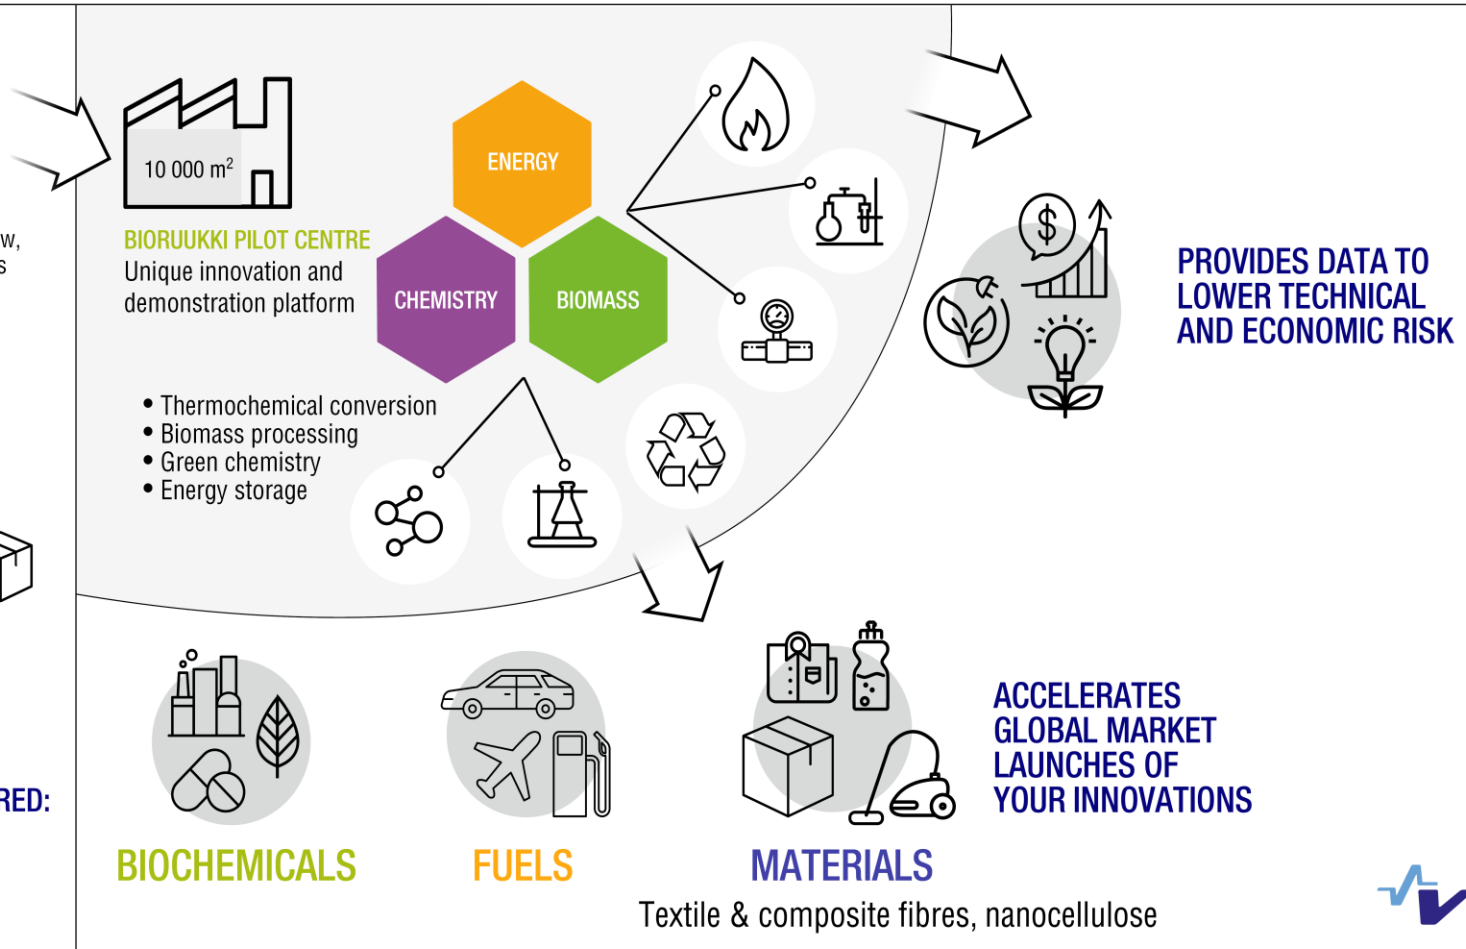 w,
s
RED:
10 000 m²
BIORUUKKI PILOT CENTRE
Unique innovation and
demonstration platform
• Thermochemical conversion
• Biomass processing
• Green chemistry
• Energy storage
ENERGY
CHEMISTRY
BIOMASS
$
PROVIDES DATA TO
LOWER TECHNICAL
AND ECONOMIC RISK
BIOCHEMICALS
FUELS
MATERIALS
Textile & composite fibres, nanocellulose
ACCELERATES
GLOBAL MARKET
LAUNCHES OF
YOUR INNOVATIONS